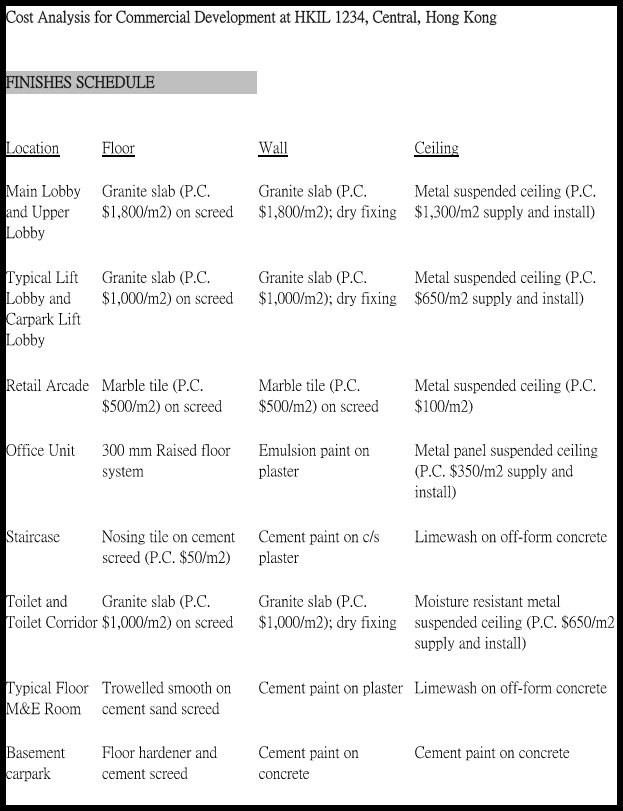 Cost Analysis for Commercial Development at HKIL 1234, Central, Hong Kong
FINISHES SCHEDULE
Location Floor Wall Ceiling
Main Lobby Granite slab (P.C. Granite slab (P.C. Metal suspended ceiling (P.C.
and Upper $1,800/m2) on screed $1,800/m2); dry fixing $1,300/m2 supply and install)
Lobby
Typical Lift Granite slab (P.C. Granite slab (P.C. Metal suspended ceiling (P.C.
Lobby and $1,000/m2) on screed $1,000/m2); dry fixing $650/m2 supply and install)
Carpark Lift
Lobby
Retail Arcade Marble tile (P.C. Marble tile (P.C. Metal suspended ceiling (P.C.
$500/m2) on screed $500/m2) on screed $100/m2)
Office Unit 300 mm Raised floor Emulsion paint on Metal panel suspended ceiling
system plaster (P.C. $350/m2 supply and
install)
Staircase Nosing tile on cement Cement paint on c/s Limewash on off-form concrete
screed (P.C. $50/m2) plaster
Toilet and Granite slab (P.C. Granite slab (P.C. Moisture resistant metal
Toilet Corridor $1,000/m2) on screed $1,000/m2); dry fixing suspended ceiling (P.C. $650/m2
supply and install)
Typical Floor Trowelled smooth on Cement paint on plaster Limewash on off-form concrete
M&E Room cement sand screed
Basement Floor hardener and Cement paint on Cement paint on concrete
carpark cement screed concrete